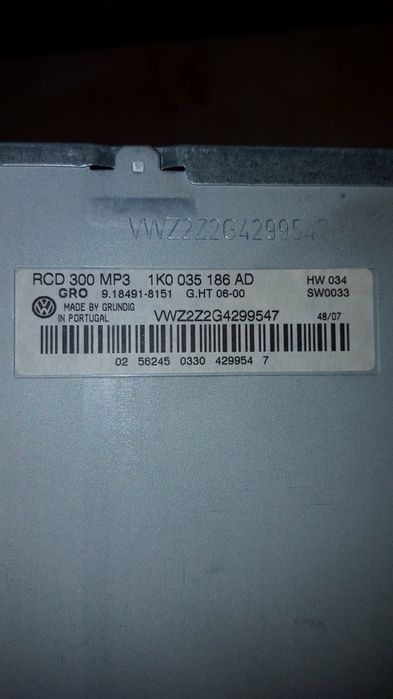 VWZ2Z2G4299547
RCD 300 MP3 1K0 035 186 AD HW 034
GRO 9.18491-8151 G.HT 06-00 SW0033
MADE BY GRUNDIG
IN PORTUGAL VWZ2Z2G4299547 48/07
02 56245 0330 429954 7